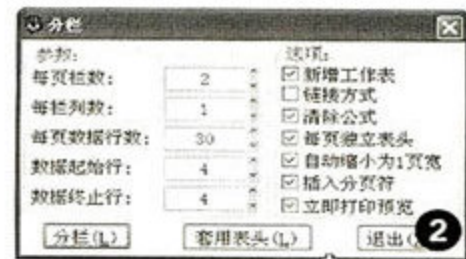 分栏
参数:
每页栏数: 2
每栏列数: 1
每页数据行数: 30
数据起始行: 4
数据终止行: 4
选项:
新增工作表
链接方式
清除公式
每页独立表头
自动缩小为1页宽
插入分页符
立即打印预览
分栏(L)
套用表头(L)
退出(
2